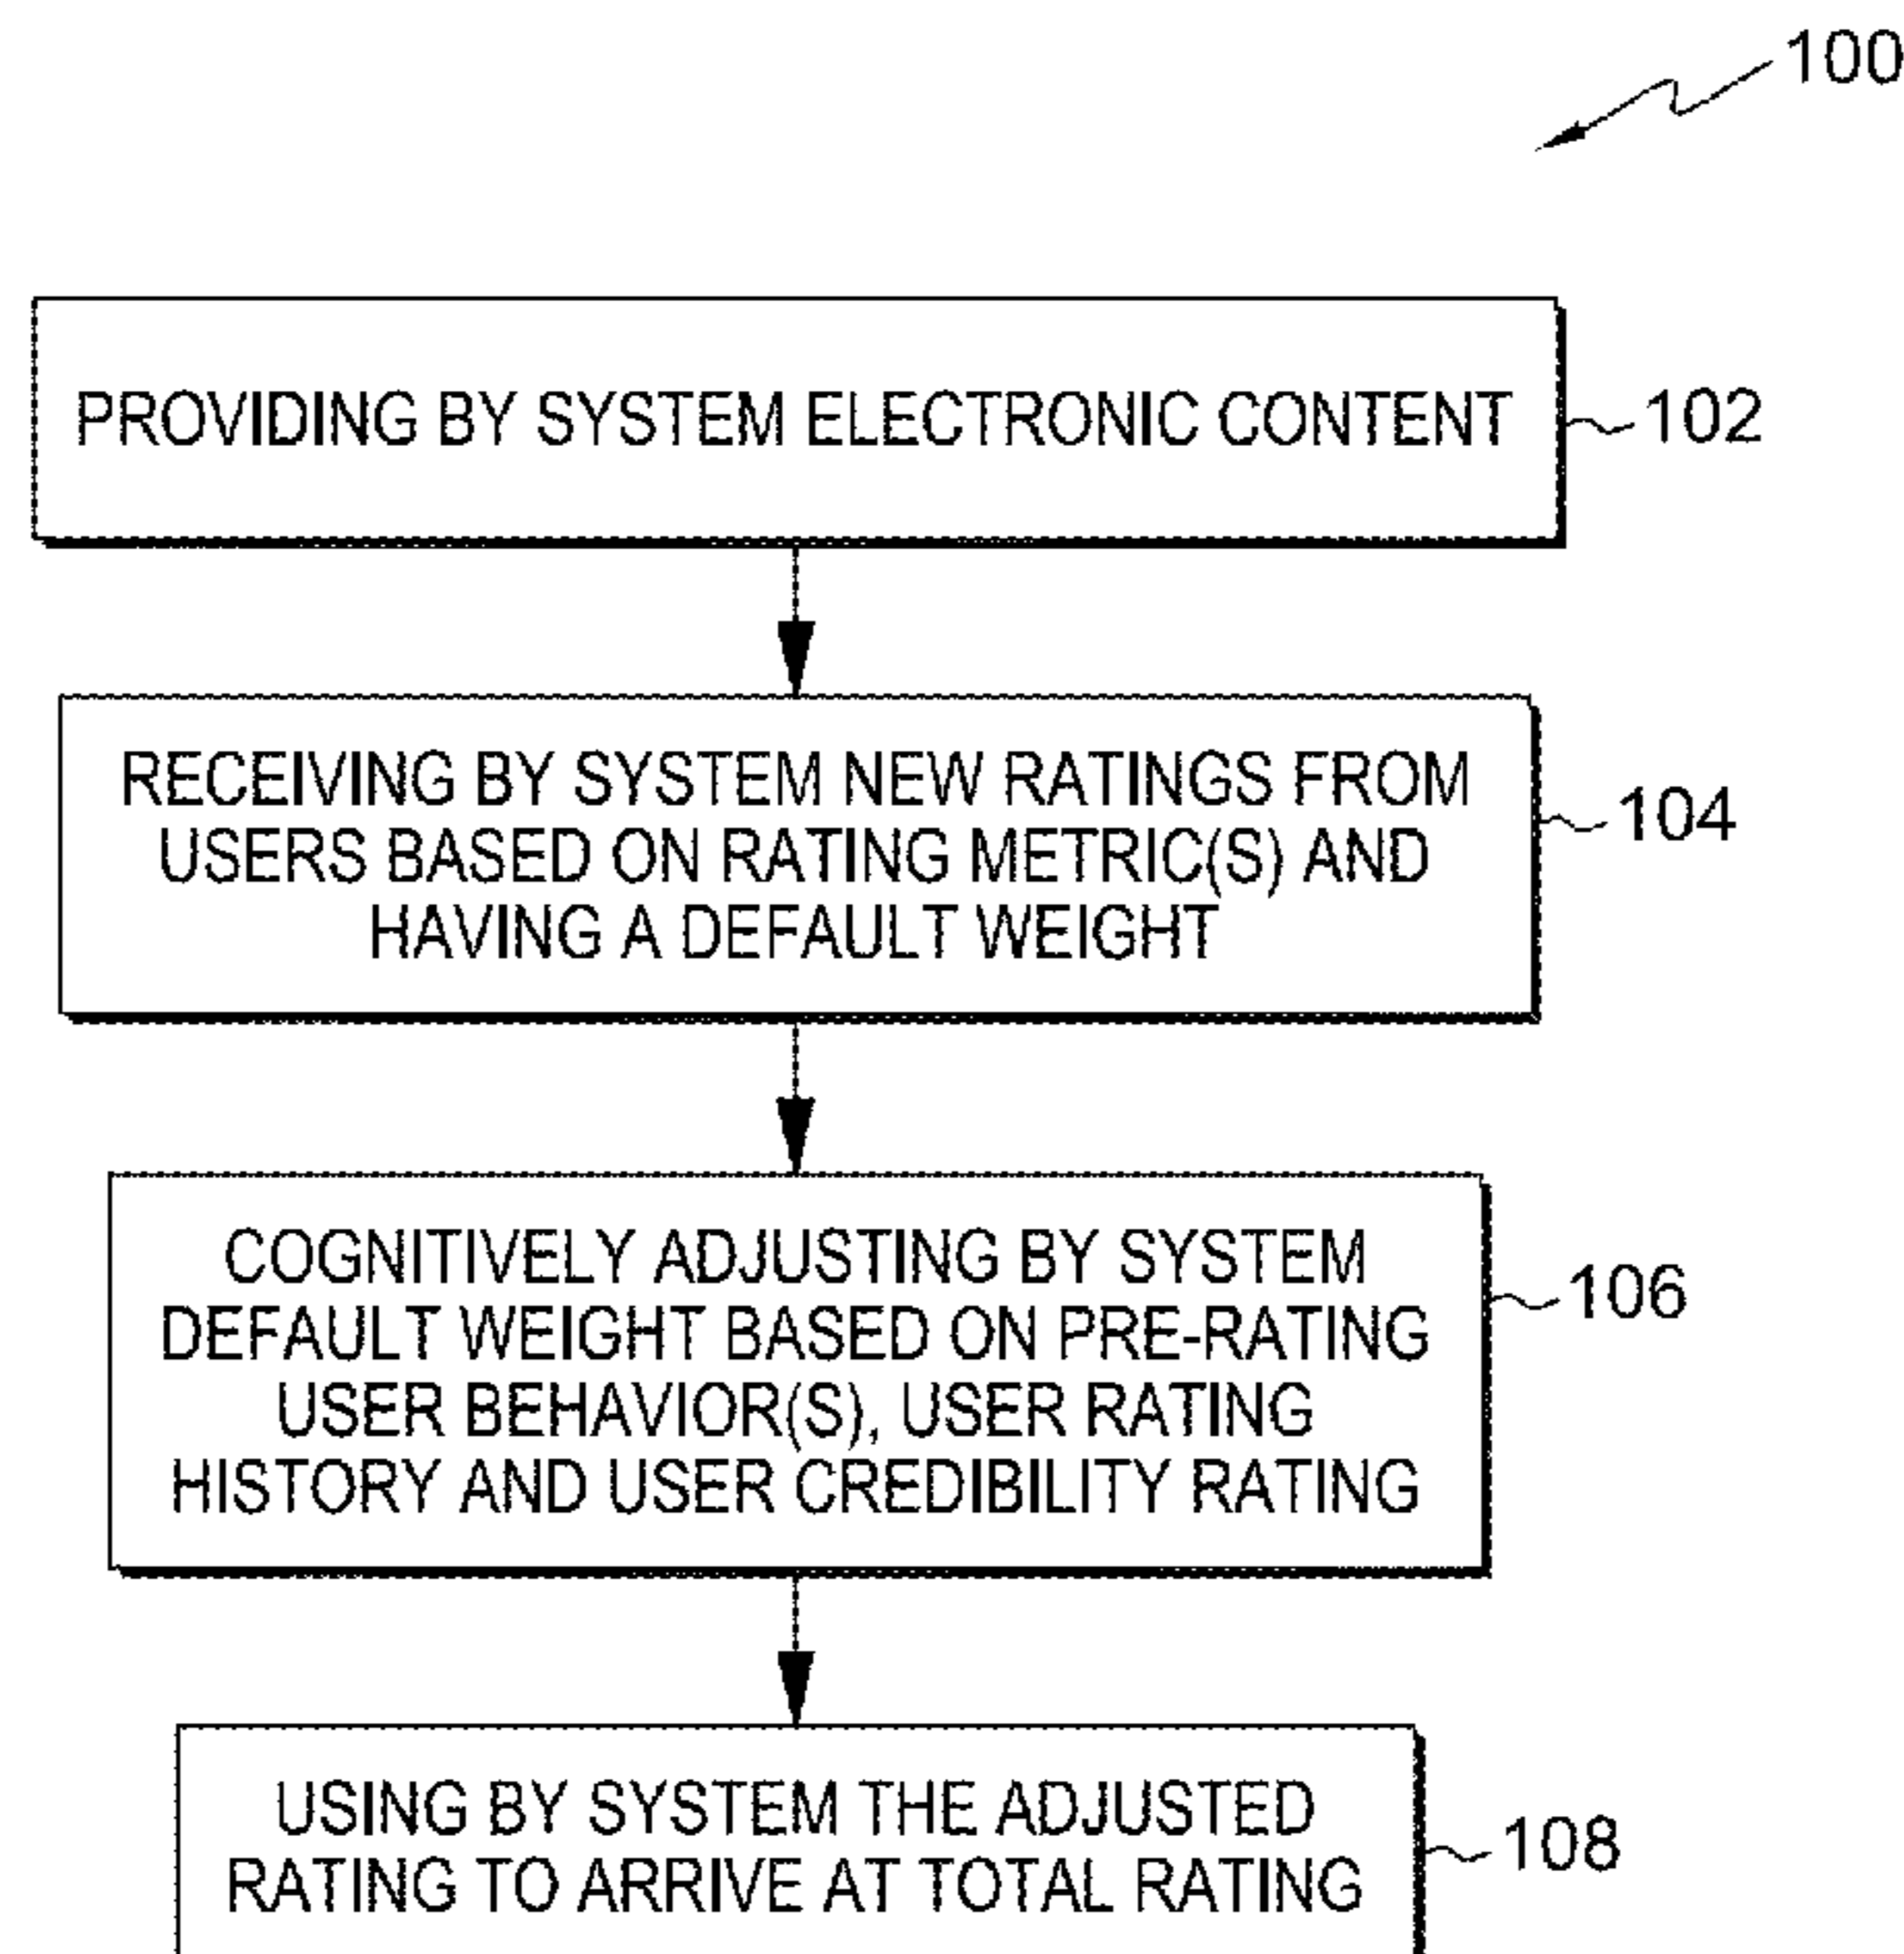 100
PROVIDING BY SYSTEM ELECTRONIC CONTENT
102
RECEIVING BY SYSTEM NEW RATINGS FROM
USERS BASED ON RATING METRIC(S) AND
HAVING A DEFAULT WEIGHT
104
COGNITIVELY ADJUSTING BY SYSTEM
DEFAULT WEIGHT BASED ON PRE-RATING
USER BEHAVIOR(S), USER RATING
HISTORY AND USER CREDIBILITY RATING
106
USING BY SYSTEM THE ADJUSTED
RATING TO ARRIVE AT TOTAL RATING
108